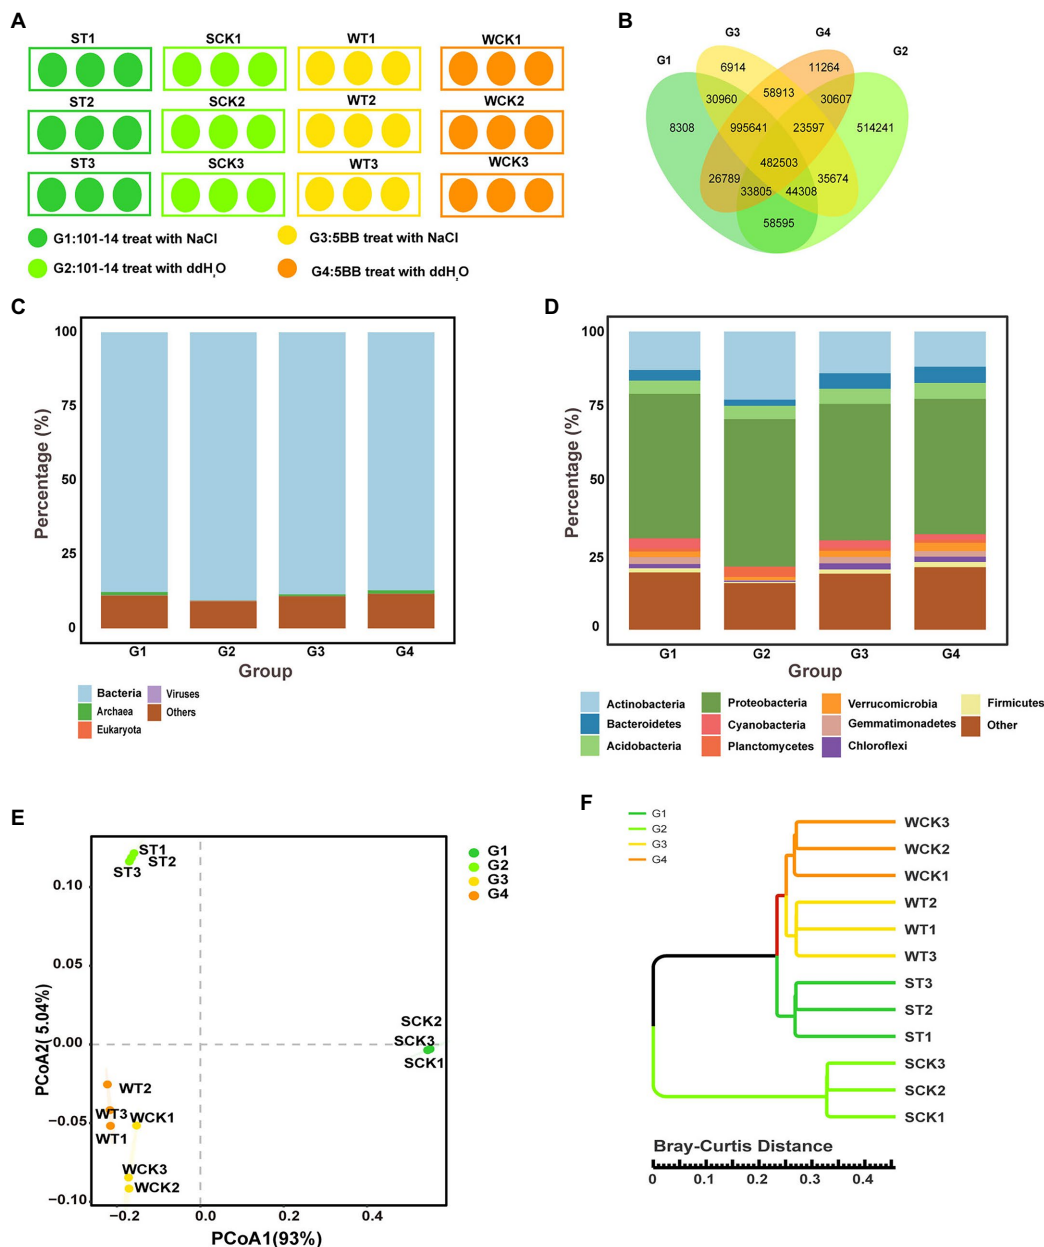 A
ST1 SCK1 WT1 WCK1
ST2 SCK2 WT2 WCK2
ST3 SCK3 WT3 WCK3
G1:101-14 treat with NaCl G3:5BB treat with NaCl
G2:101-14 treat with ddH₂O G4:5BB treat with ddH₂O
B
G3 G4
G1 G2
6914 11264
30960 58913 30607
8308 995641 23597 514241
482503
26789 35674
33805 44308
58595
C
100
75
50
25
0
Percentage (%)
G1 G2 G3 G4
Group
Bacteria Viruses
Archaea Others
Eukaryota
D
100
75
50
25
0
Percentage (%)
G1 G2 G3 G4
Group
Actinobacteria Proteobacteria Verrucomicrobia Firmicutes
Bacteroidetes Cyanobacteria Gemmatimonadetes Other
Acidobacteria Planctomycetes Chloroflexi
E
ST1
ST2
ST3
0.10
0.05
0.00
−0.05
−0.10
PCoA2( 5.04%)
SCK2
SCK3
SCK1
WT2
WT3 WCK1
WT1
WCK3
WCK2
−0.2 0.0 0.2 0.4
PCoA1(93%)
G1
G2
G3
G4
F
G1
G2
G3
G4
WCK3
WCK2
WCK1
WT2
WT1
WT3
ST3
ST2
ST1
SCK3
SCK2
SCK1
Bray-Curtis Distance
0 0.1 0.2 0.3 0.4